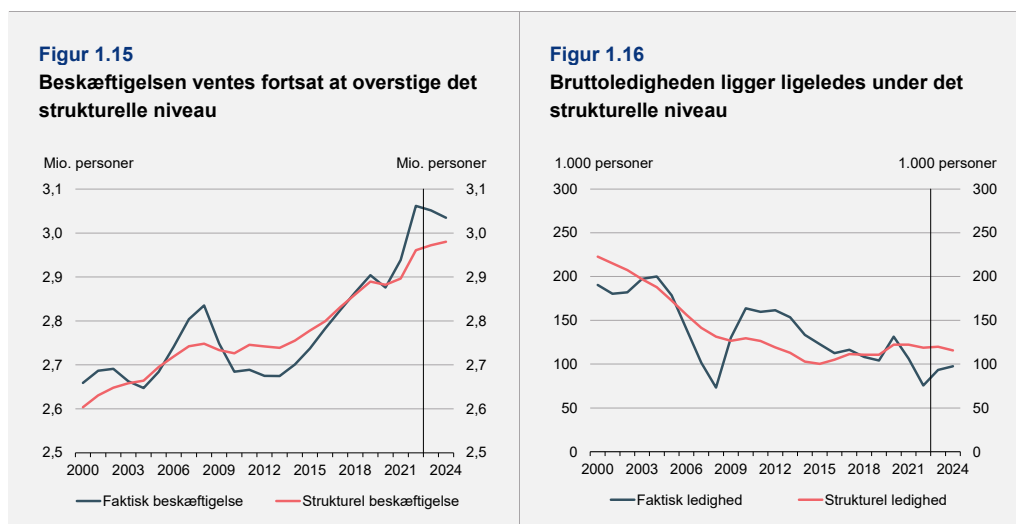 Figur 1.15
Beskæftigelsen ventes fortsat at overstige det
strukturelle niveau
Mio. personer Mio. personer
3,1 3,1
3,0 3,0
2,9 2,9
2,8 2,8
2,7 2,7
2,6 2,6
2,5 2,5
2000 2003 2006 2009 2012 2015 2018 2021 2024
Faktisk beskæftigelse Strukturel beskæftigelse
Figur 1.16
Bruttoledigheden ligger ligeledes under det
strukturelle niveau
1.000 personer 1.000 personer
300 300
250 250
200 200
150 150
100 100
50 50
0 0
2000 2003 2006 2009 2012 2015 2018 2021 2024
Faktisk ledighed Strukturel ledighed